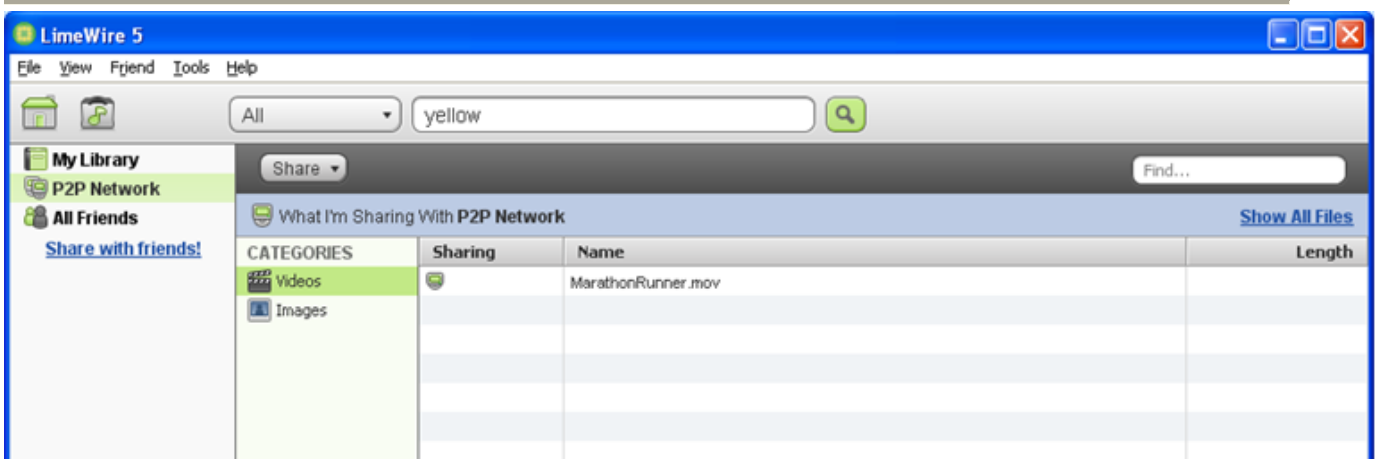 LimeWire 5
File View Friend Tools Help
All yellow
My Library
Share Find...
P2P Network
All Friends
What I'm Sharing With P2P Network Show All Files
Share with friends!
CATEGORIES Sharing Name Length
Videos MarathonRunner.mov
Images